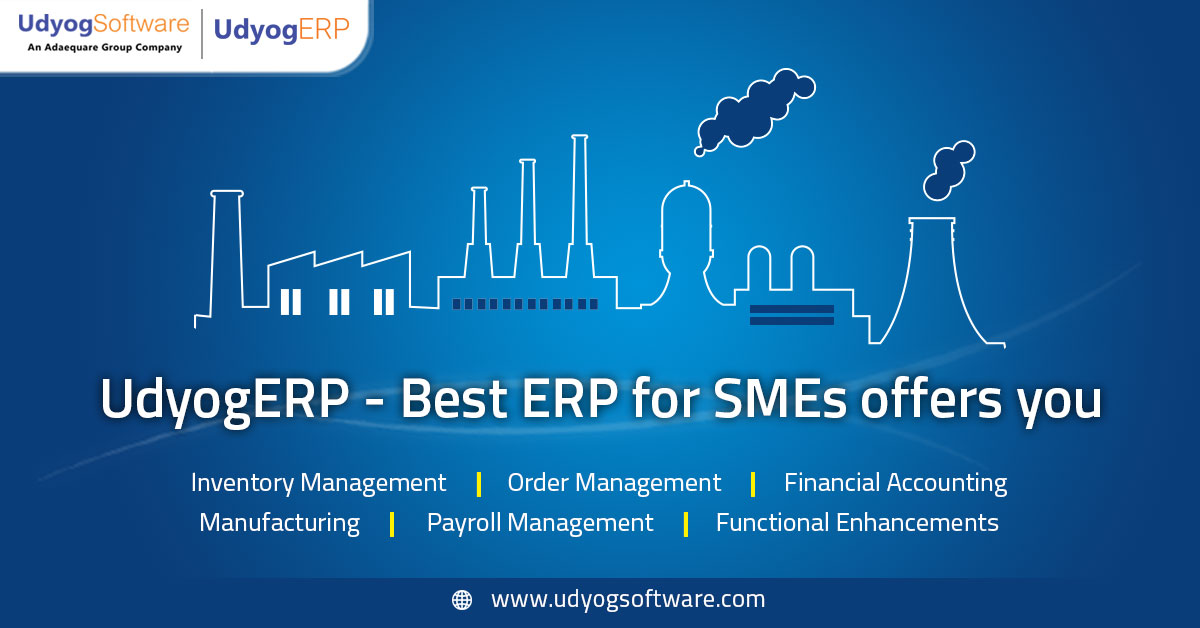 UdyogSoftware | UdyogERP
An Adaequare Group Company
UdyogERP - Best ERP for SMEs offers you
Inventory Management | Order Management | Financial Accounting
Manufacturing | Payroll Management | Functional Enhancements
www.udyogsoftware.com